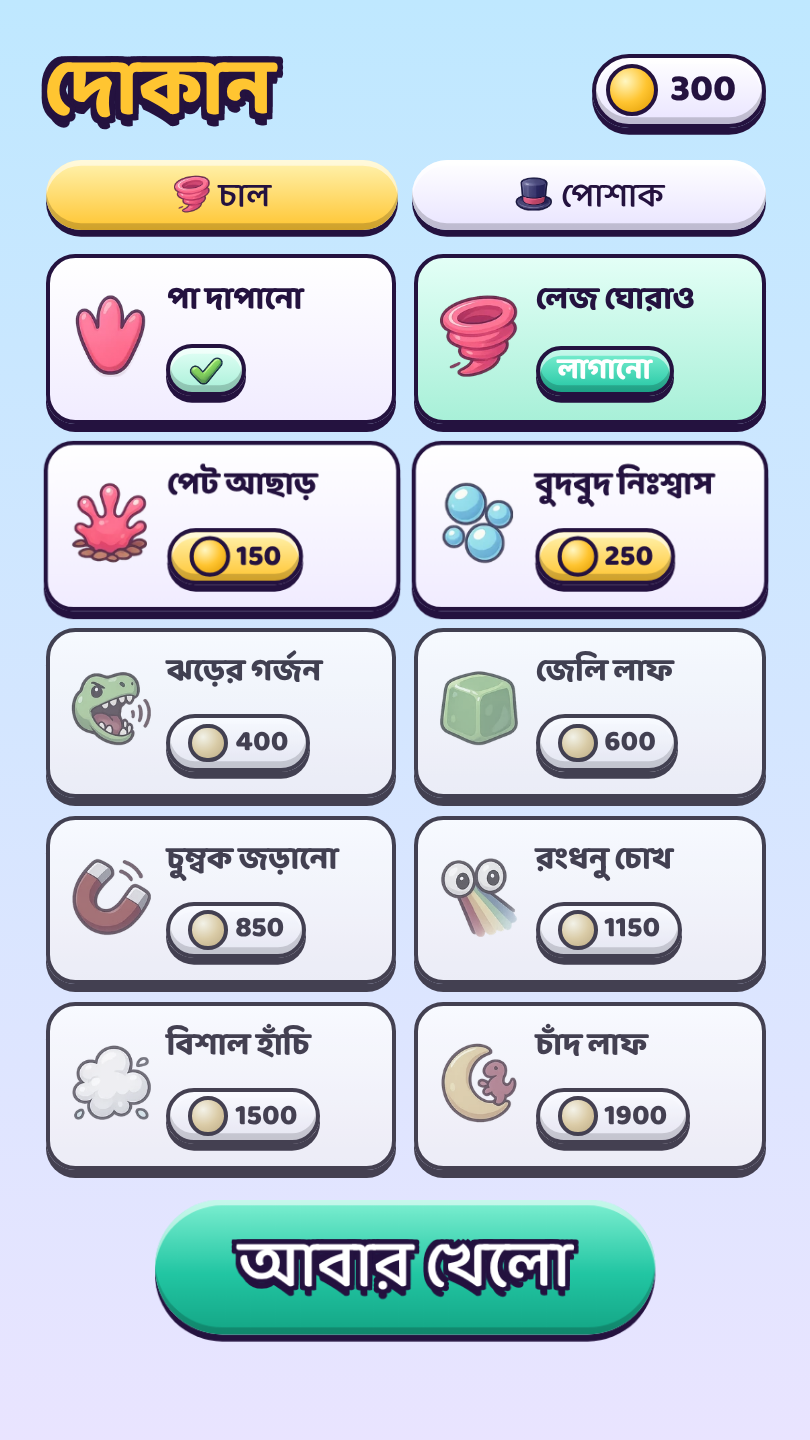 দোকান
300
চাল
পোশাক
পা দাপানো
লেজ ঘোরাও
লাগানো
পেট আছাড়
বুদবুদ নিঃশ্বাস
150
250
ঝড়ের গর্জন
জেলি লাফ
400
600
চুম্বক জড়ানো
রংধনু চোখ
850
1150
বিশাল হাঁচি
চাঁদ লাফ
1500
1900
আবার খেলো